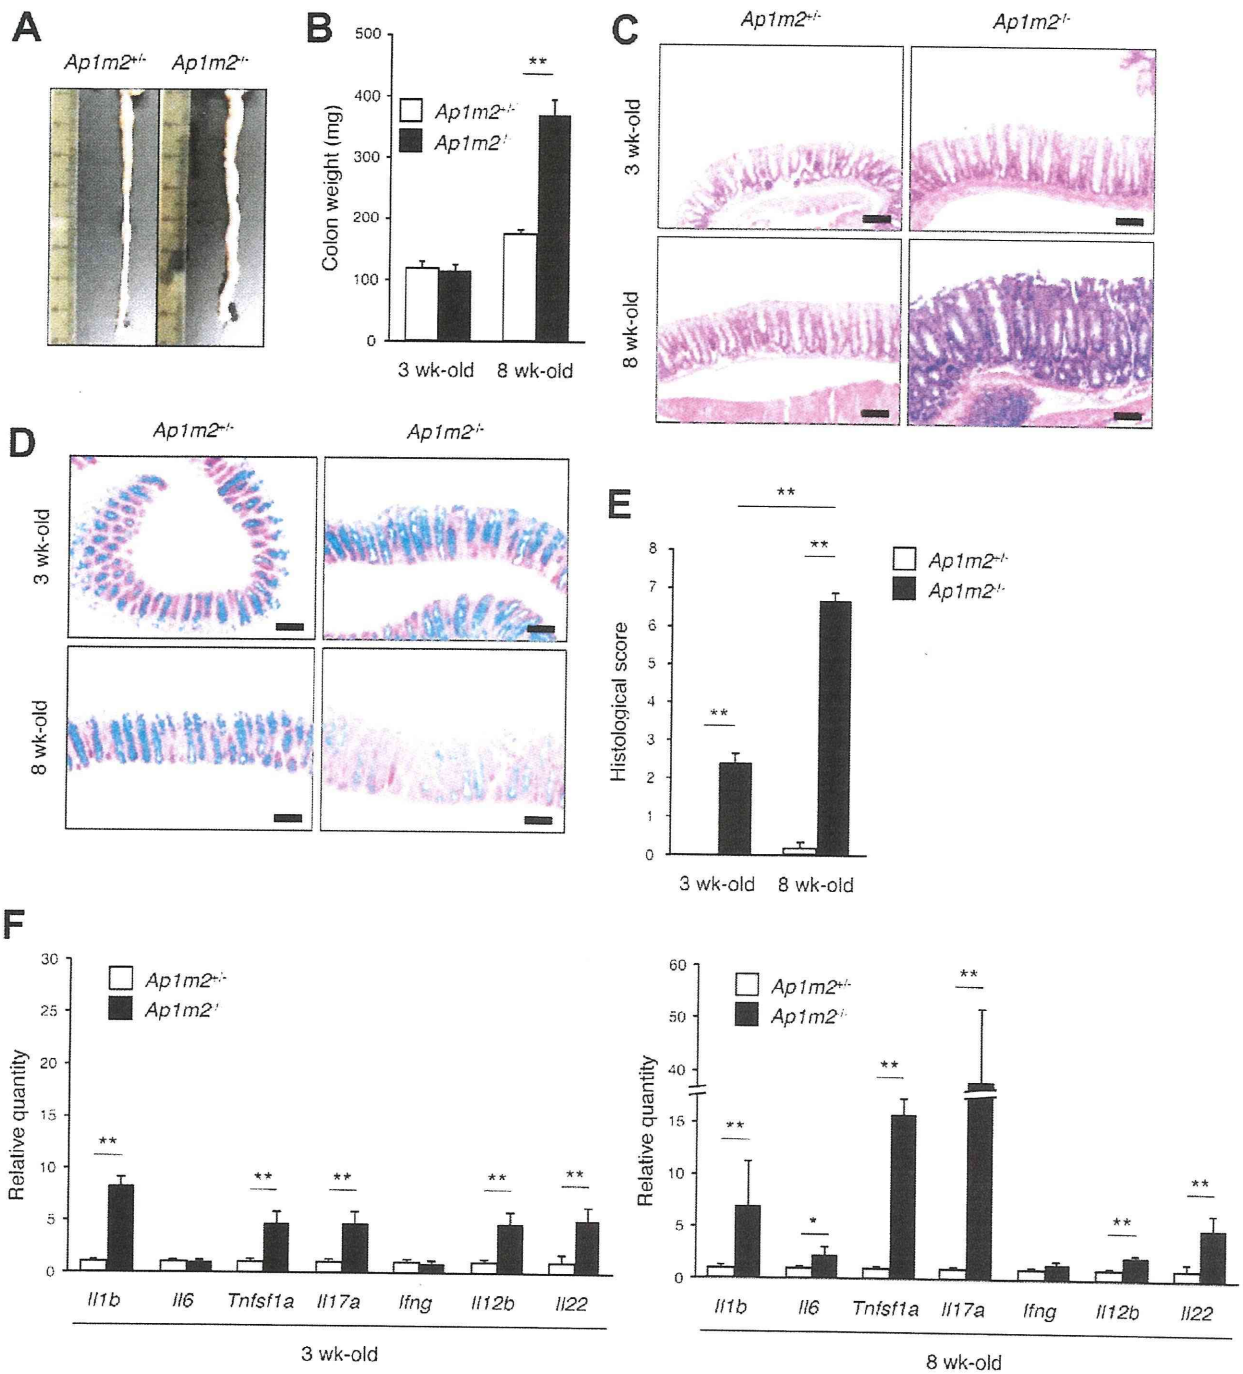 A
Ap1m2+/-
Ap1m2-/-
B
Colon weight (mg)
500
400
300
200
100
0
**
Ap1m2+/-
Ap1m2-/-
3 wk-old
8 wk-old
C
Ap1m2+/-
Ap1m2-/-
3 wk-old
8 wk-old
D
Ap1m2+/-
Ap1m2-/-
3 wk-old
8 wk-old
E
Histological score
8
7
6
5
4
3
2
1
0
**
**
**
Ap1m2+/-
Ap1m2-/-
3 wk-old
8 wk-old
F
Relative quantity
30
25
20
15
10
5
0
Ap1m2+/-
Ap1m2-/-
**
**
**
**
**
Il1b
Il6
Tnfsf1a
Il17a
Ifng
Il12b
Il22
3 wk-old
Relative quantity
60
50
40
15
10
5
0
Ap1m2+/-
Ap1m2-/-
**
*
**
**
**
**
Il1b
Il6
Tnfsf1a
Il17a
Ifng
Il12b
Il22
8 wk-old